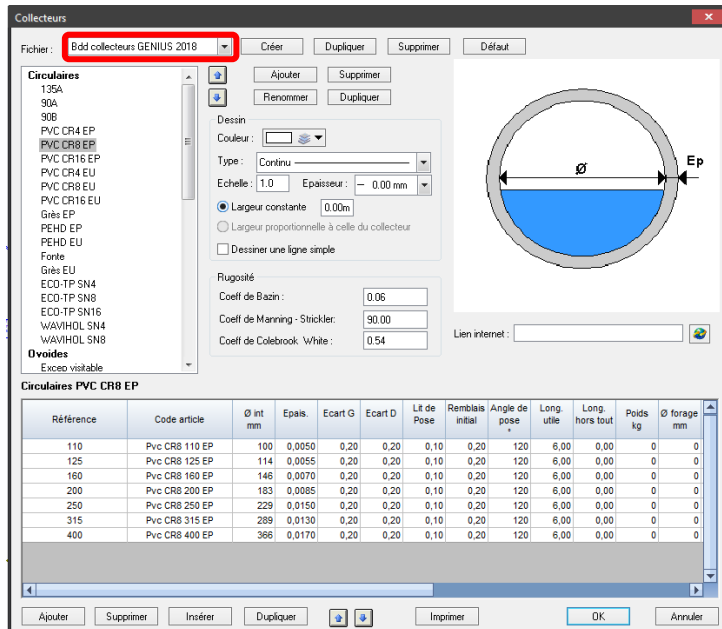 Collecteurs
Fichier : Bdd collecteurs GENIUS 2018 Créer Dupliquer Supprimer Défaut
Circulaires
135A
90A
90B
PVC CR4 EP
PVC CR8 EP
PVC CR16 EP
PVC CR4 EU
PVC CR8 EU
PVC CR16 EU
Grès EP
PEHD EP
PEHD EU
Fonte
Grès EU
ECO-TP SN4
ECO-TP SN8
ECO-TP SN16
WAVIHOL SN4
WAVIHOL SN8
Ovoides
Excep visitable
Ajouter Supprimer
Renommer Dupliquer
Dessin
Couleur :
Type : Continu
Echelle : 1.0 Epaisseur : 0.00 mm
Largeur constante 0.00m
Largeur proportionnelle à celle du collecteur
Dessiner une ligne simple
Rugosité
Coeff de Bazin : 0.06
Coeff de Manning - Strickler: 90.00
Coeff de Colebrook White : 0.54
Ø Ep
Lien internet :
Circulaires PVC CR8 EP
Référence Code article Ø int mm Epais. Ecart G Ecart D Lit de Pose Remblais initial Angle de pose ° Long. utile Long. hors tout Poids kg Ø forage mm
110 Pvc CR8 110 EP 100 0,0050 0,20 0,20 0,10 0,20 120 6,00 0,00 0 0
125 Pvc CR8 125 EP 114 0,0055 0,20 0,20 0,10 0,20 120 6,00 0,00 0 0
160 Pvc CR8 160 EP 146 0,0070 0,20 0,20 0,10 0,20 120 6,00 0,00 0 0
200 Pvc CR8 200 EP 183 0,0085 0,20 0,20 0,10 0,20 120 6,00 0,00 0 0
250 Pvc CR8 250 EP 229 0,0150 0,20 0,20 0,10 0,20 120 6,00 0,00 0 0
315 Pvc CR8 315 EP 289 0,0130 0,20 0,20 0,10 0,20 120 6,00 0,00 0 0
400 Pvc CR8 400 EP 366 0,0170 0,20 0,20 0,10 0,20 120 6,00 0,00 0 0
Ajouter Supprimer Insérer Dupliquer Imprimer OK Annuler